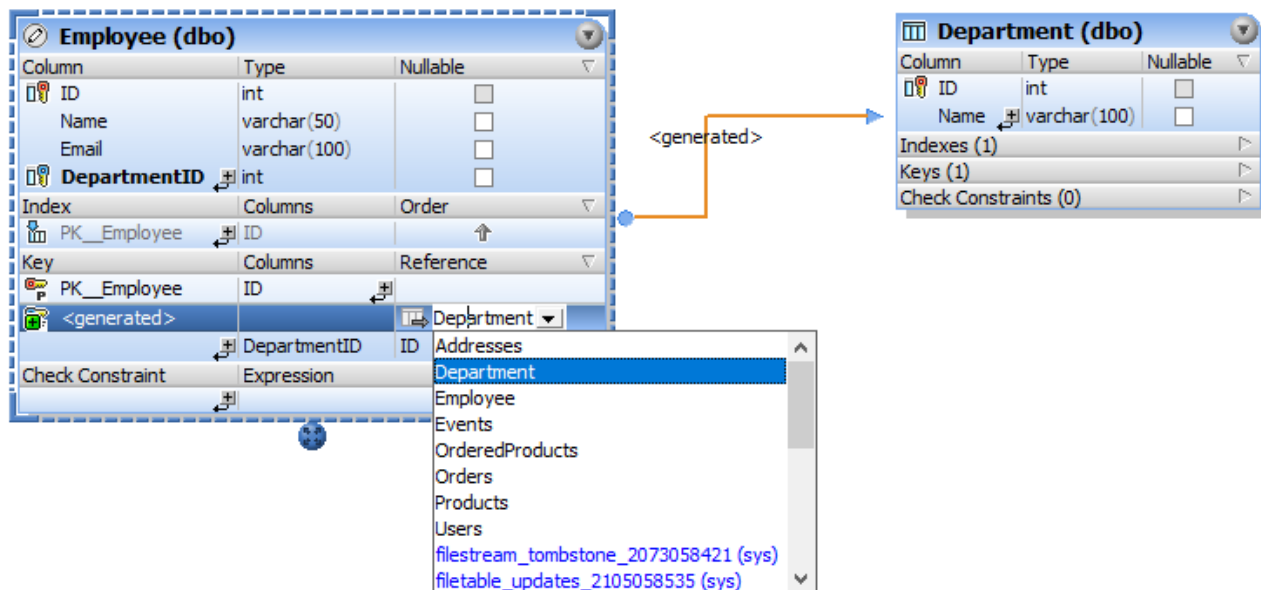 Employee (dbo)
Column Type Nullable
ID int
Name varchar(50)
Email varchar(100)
DepartmentID int
Index Columns Order
PK__Employee ID
Key Columns Reference
P PK__Employee ID
<generated> Department
DepartmentID ID
Check Constraint Expression
Addresses
Department
Employee
Events
OrderedProducts
Orders
Products
Users
filestream_tombstone_2073058421 (sys)
filetable_updates_2105058535 (sys)
<generated>
Department (dbo)
Column Type Nullable
ID int
Name varchar(100)
Indexes (1)
Keys (1)
Check Constraints (0)